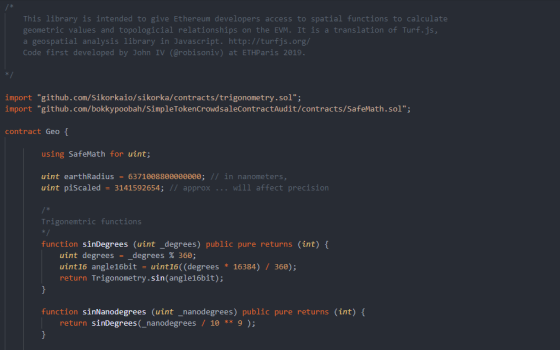 /*
This library is intended to give Ethereum developers access to spatial functions to calculate
geometric values and topologicial relationships on the EVM. It is a translation of Turf.js,
a geospatial analysis library in Javascript. http://turfjs.org/
Code first developed by John IV (@robisoniv) at ETHParis 2019.
*/
import "github.com/Sikorkaio/sikorka/contracts/trigonometry.sol";
import "github.com/bokkypoobah/SimpleTokenCrowdsaleContractAudit/contracts/SafeMath.sol";
contract Geo {
using SafeMath for uint;
uint earthRadius = 6371008800000000; // in nanometers,
uint piScaled = 3141592654; // approx ... will affect precision
/*
Trigonemtric functions
*/
function sinDegrees (uint _degrees) public pure returns (int) {
uint degrees = _degrees % 360;
uint16 angle16bit = uint16((degrees * 16384) / 360);
return Trigonometry.sin(angle16bit);
}
function sinNanodegrees (uint _nanodegrees) public pure returns (int) {
return sinDegrees(_nanodegrees / 10 ** 9 );
}